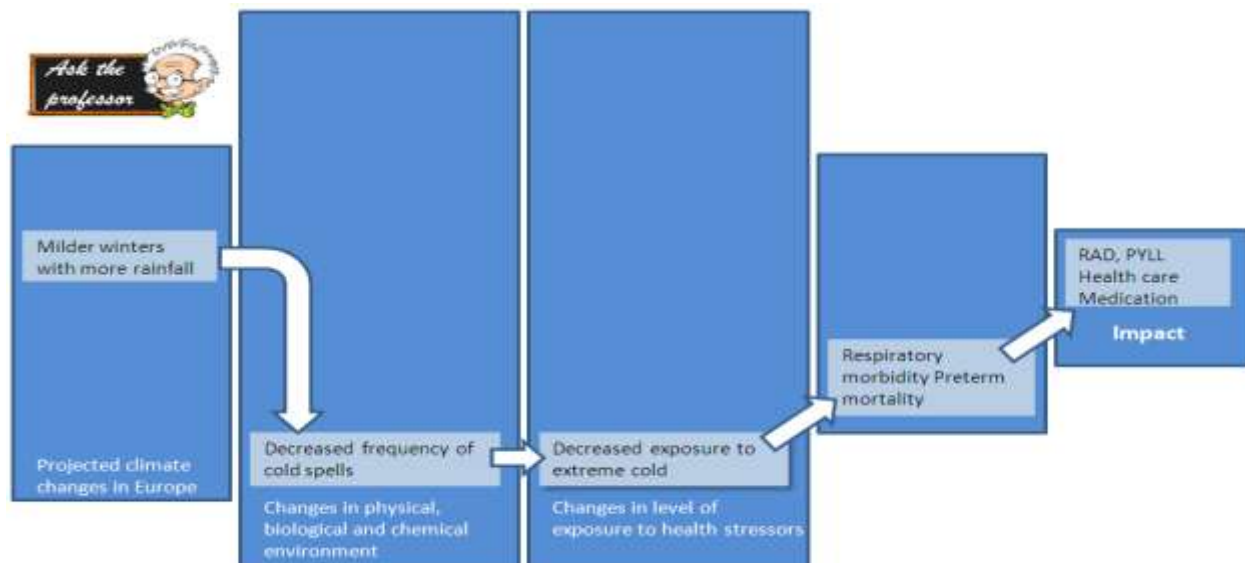 Ask the
professor
Milder winters
with more rainfall
Projected climate
changes in Europe
Decreased frequency of
cold spells
Changes in physical,
biological and chemical
environment
Decreased exposure to
extreme cold
Changes in level of
exposure to health stressors
Respiratory
morbidity Preterm
mortality
RAD, PYLL
Health care
Medication
Impact